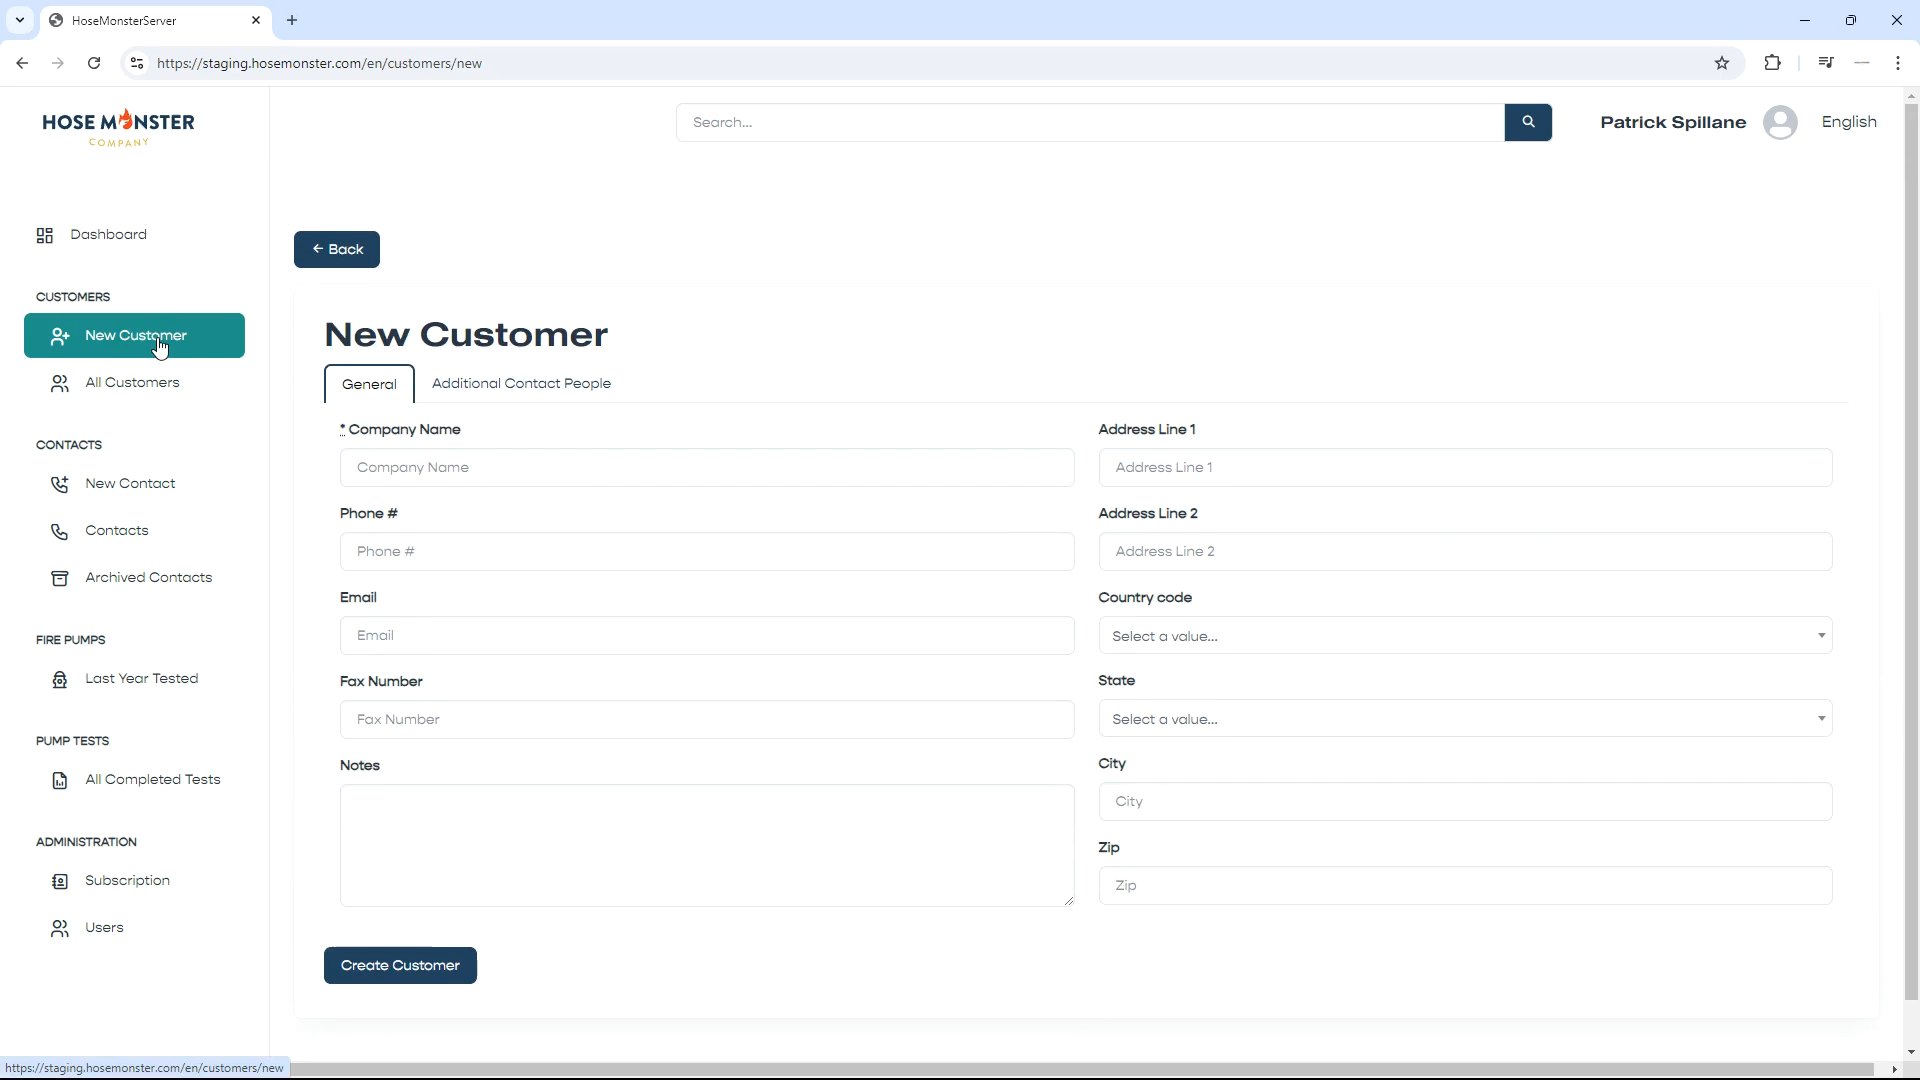 HoseMonsterServer
https://staging.hosemonster.com/en/customers/new
HOSE MONSTER
COMPANY
Search...
Patrick Spillane
English
Dashboard
← Back
CUSTOMERS
New Customer
All Customers
CONTACTS
New Contact
Contacts
Archived Contacts
FIRE PUMPS
Last Year Tested
PUMP TESTS
All Completed Tests
ADMINISTRATION
Subscription
Users
New Customer
General
Additional Contact People
* Company Name
Company Name
Phone #
Phone #
Email
Email
Fax Number
Fax Number
Notes
Address Line 1
Address Line 1
Address Line 2
Address Line 2
Country code
Select a value...
State
Select a value...
City
City
Zip
Zip
Create Customer
https://staging.hosemonster.com/en/customers/new